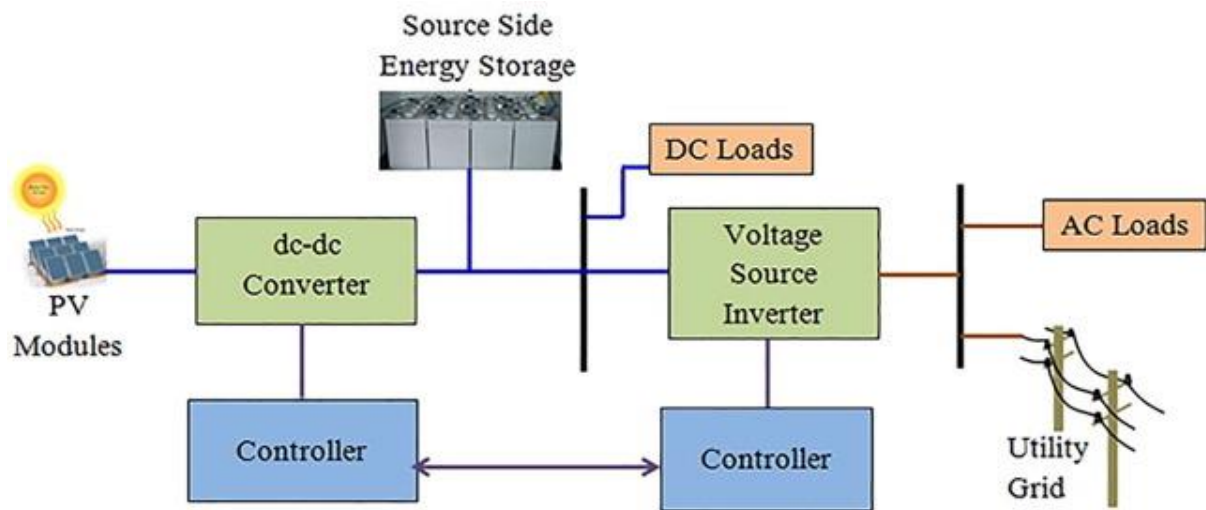 Source Side
Energy Storage
DC Loads
dc-dc
Converter
Voltage
Source
Inverter
AC Loads
PV
Modules
Controller
Controller
Utility
Grid